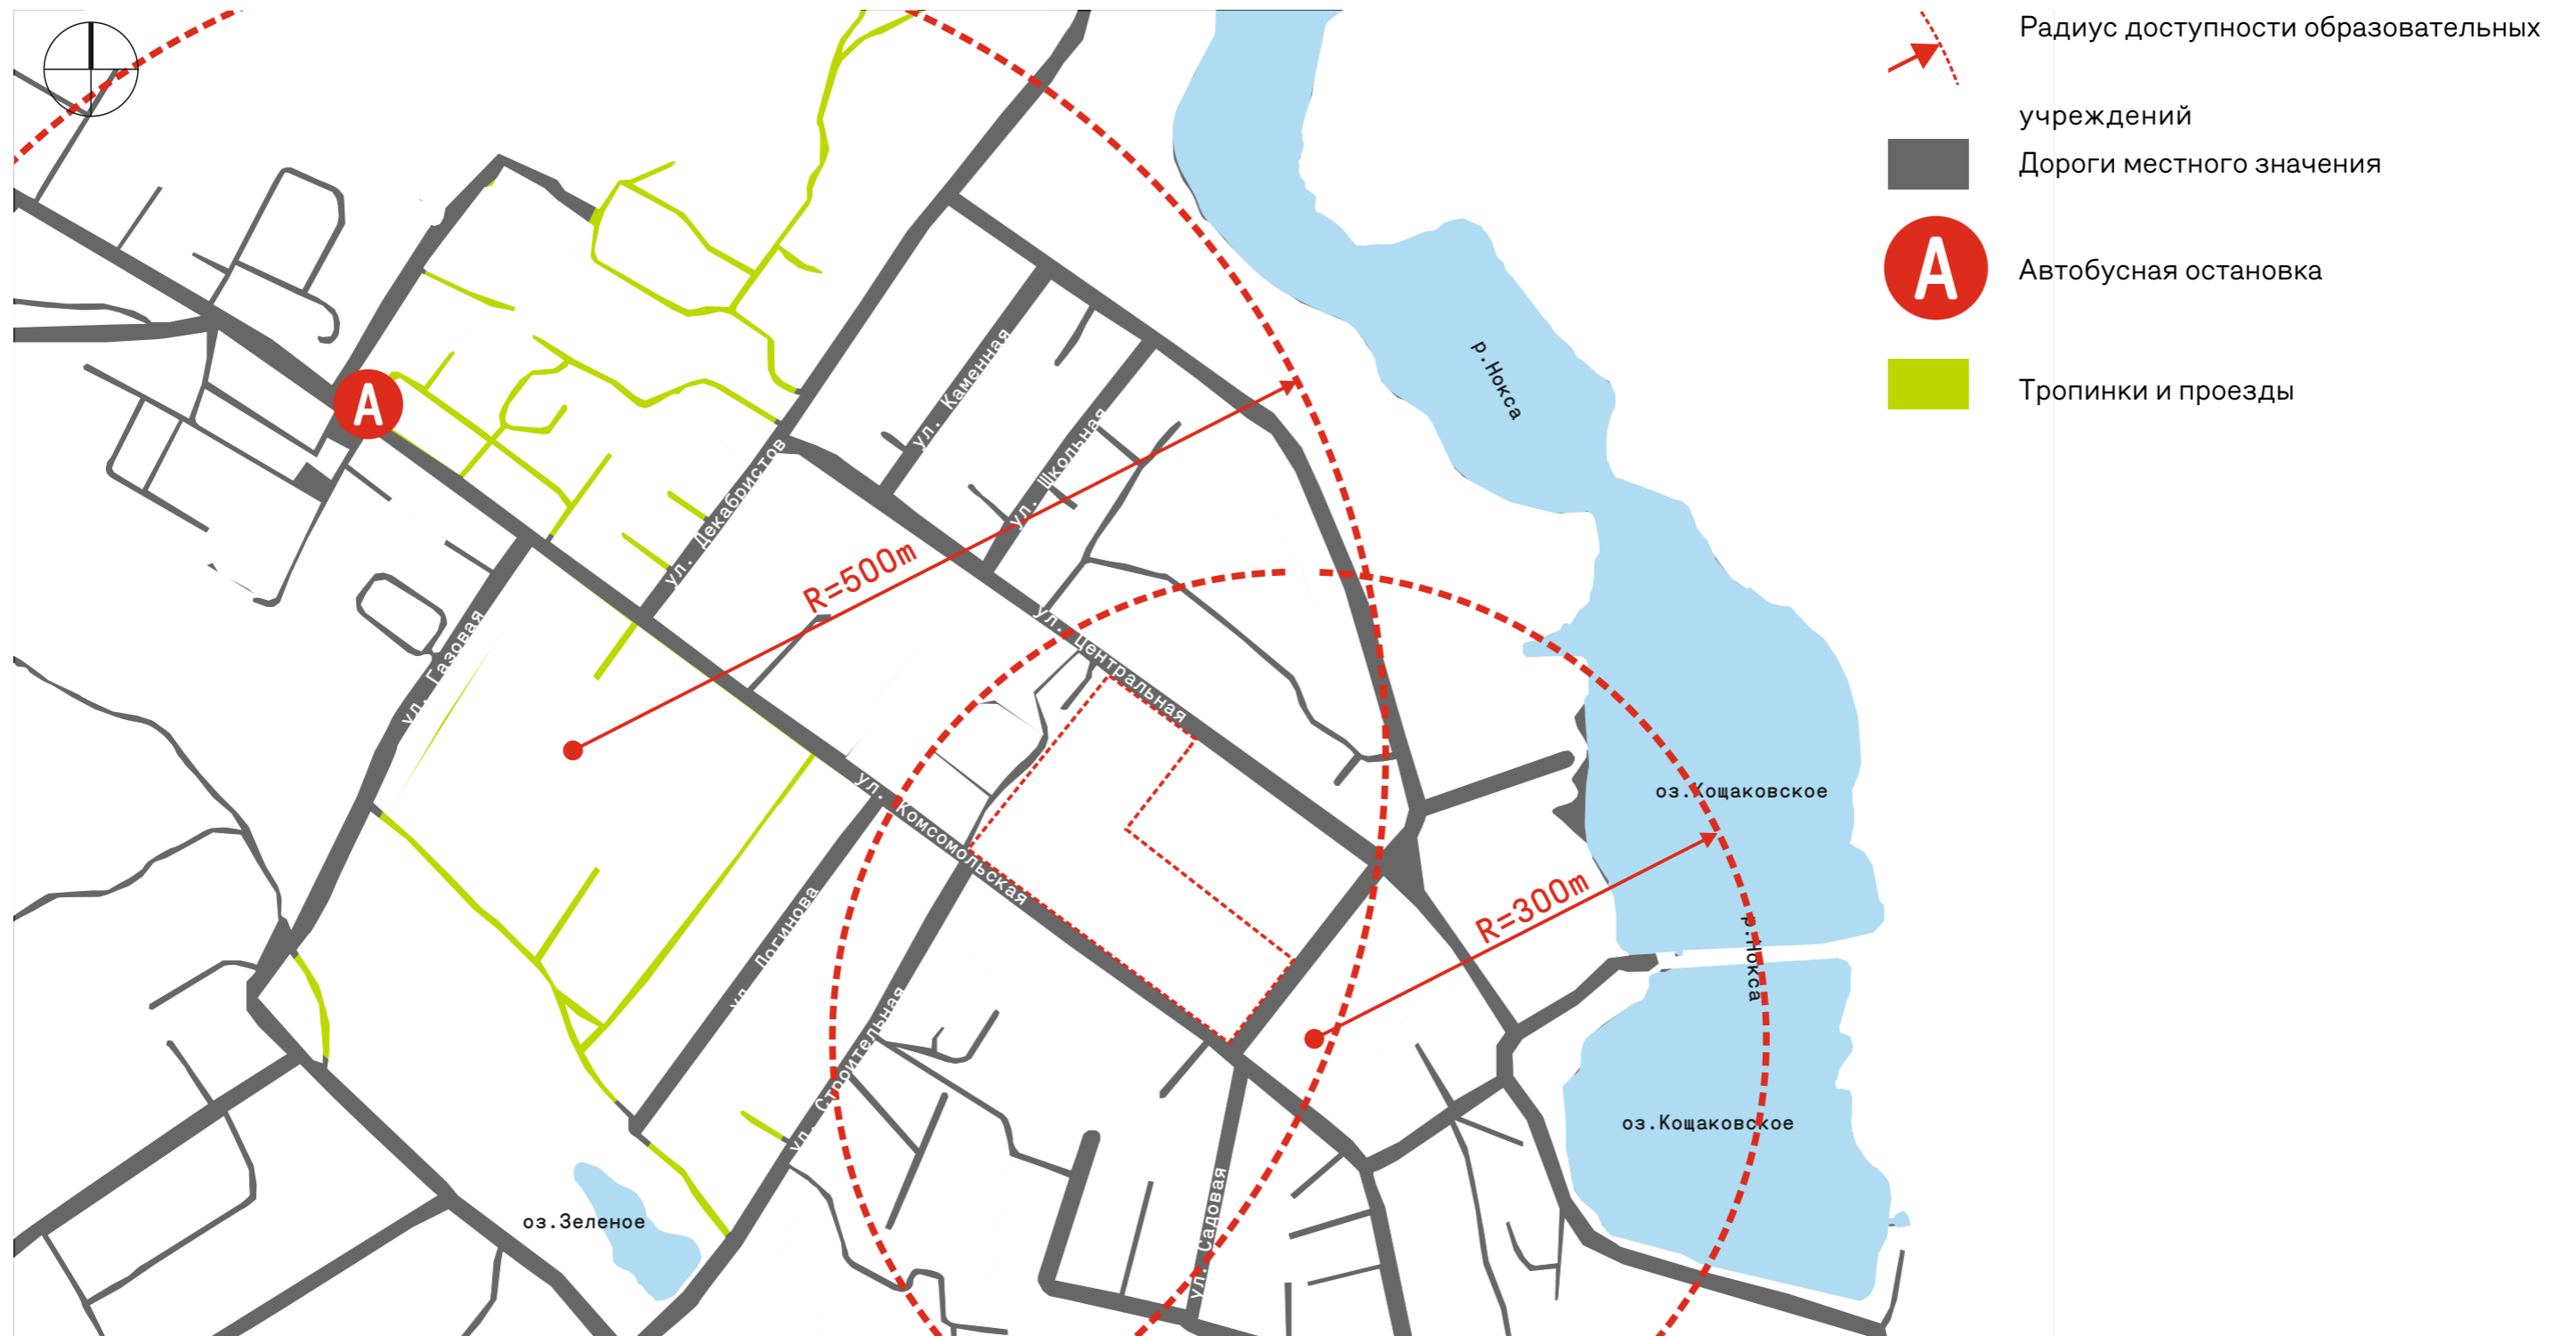 Радиус доступности образовательных
учреждений
Дороги местного значения
А
Автобусная остановка
Тропинки и проезды
р.Нокса
ул. Каменная
ул. Школьная
А
ул. Декабристов
R=500m
ул. Газовая
ул. Центральная
ул. Комсомольская
оз.Кощаковское
R=300m
ул. Логинова
р.Нокса
ул. Строительная
оз.Кощаковское
оз.Зеленое
ул. Садовая